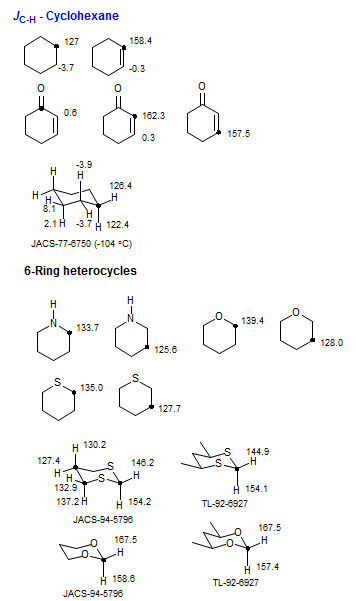 JC-H - Cyclohexane
127
158.4
-3.7
-0.3
O
O
O
0.6
162.3
0.3
157.5
-3.9
H
H
126.4
H
H
8.1
H
2.1 H
-3.7
H 122.4
JACS-77-6750 (-104 °C)
6-Ring heterocycles
H
H
N
N
O
O
133.7
125.6
139.4
128.0
S
S
135.0
127.7
H 130.2
127.4
H
S
146.2
H
H
S
132.9
137.2 H
H 154.2
JACS-94-5796
S
144.9
S
H
H 154.1
TL-92-6927
O
167.5
O
H
H 158.6
JACS-94-5796
O
167.5
O
H
H 157.4
TL-92-6927